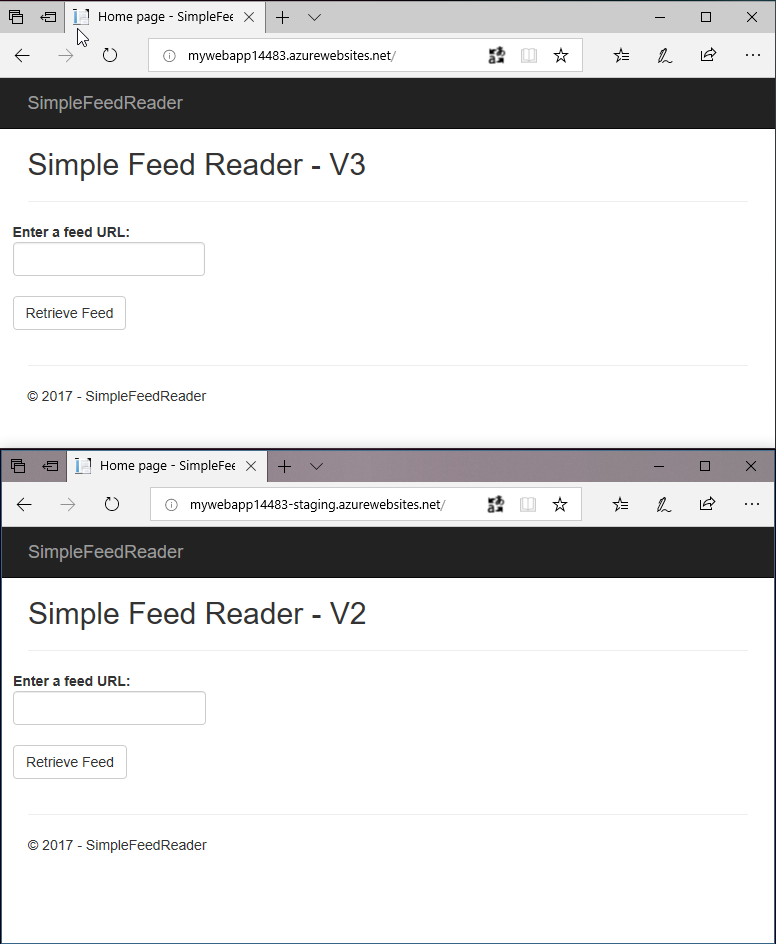 Home page - SimpleFee
mywebapp14483.azurewebsites.net/
SimpleFeedReader
Simple Feed Reader - V3
Enter a feed URL:
Retrieve Feed
© 2017 - SimpleFeedReader
Home page - SimpleFee
mywebapp14483-staging.azurewebsites.net/
SimpleFeedReader
Simple Feed Reader - V2
Enter a feed URL:
Retrieve Feed
© 2017 - SimpleFeedReader